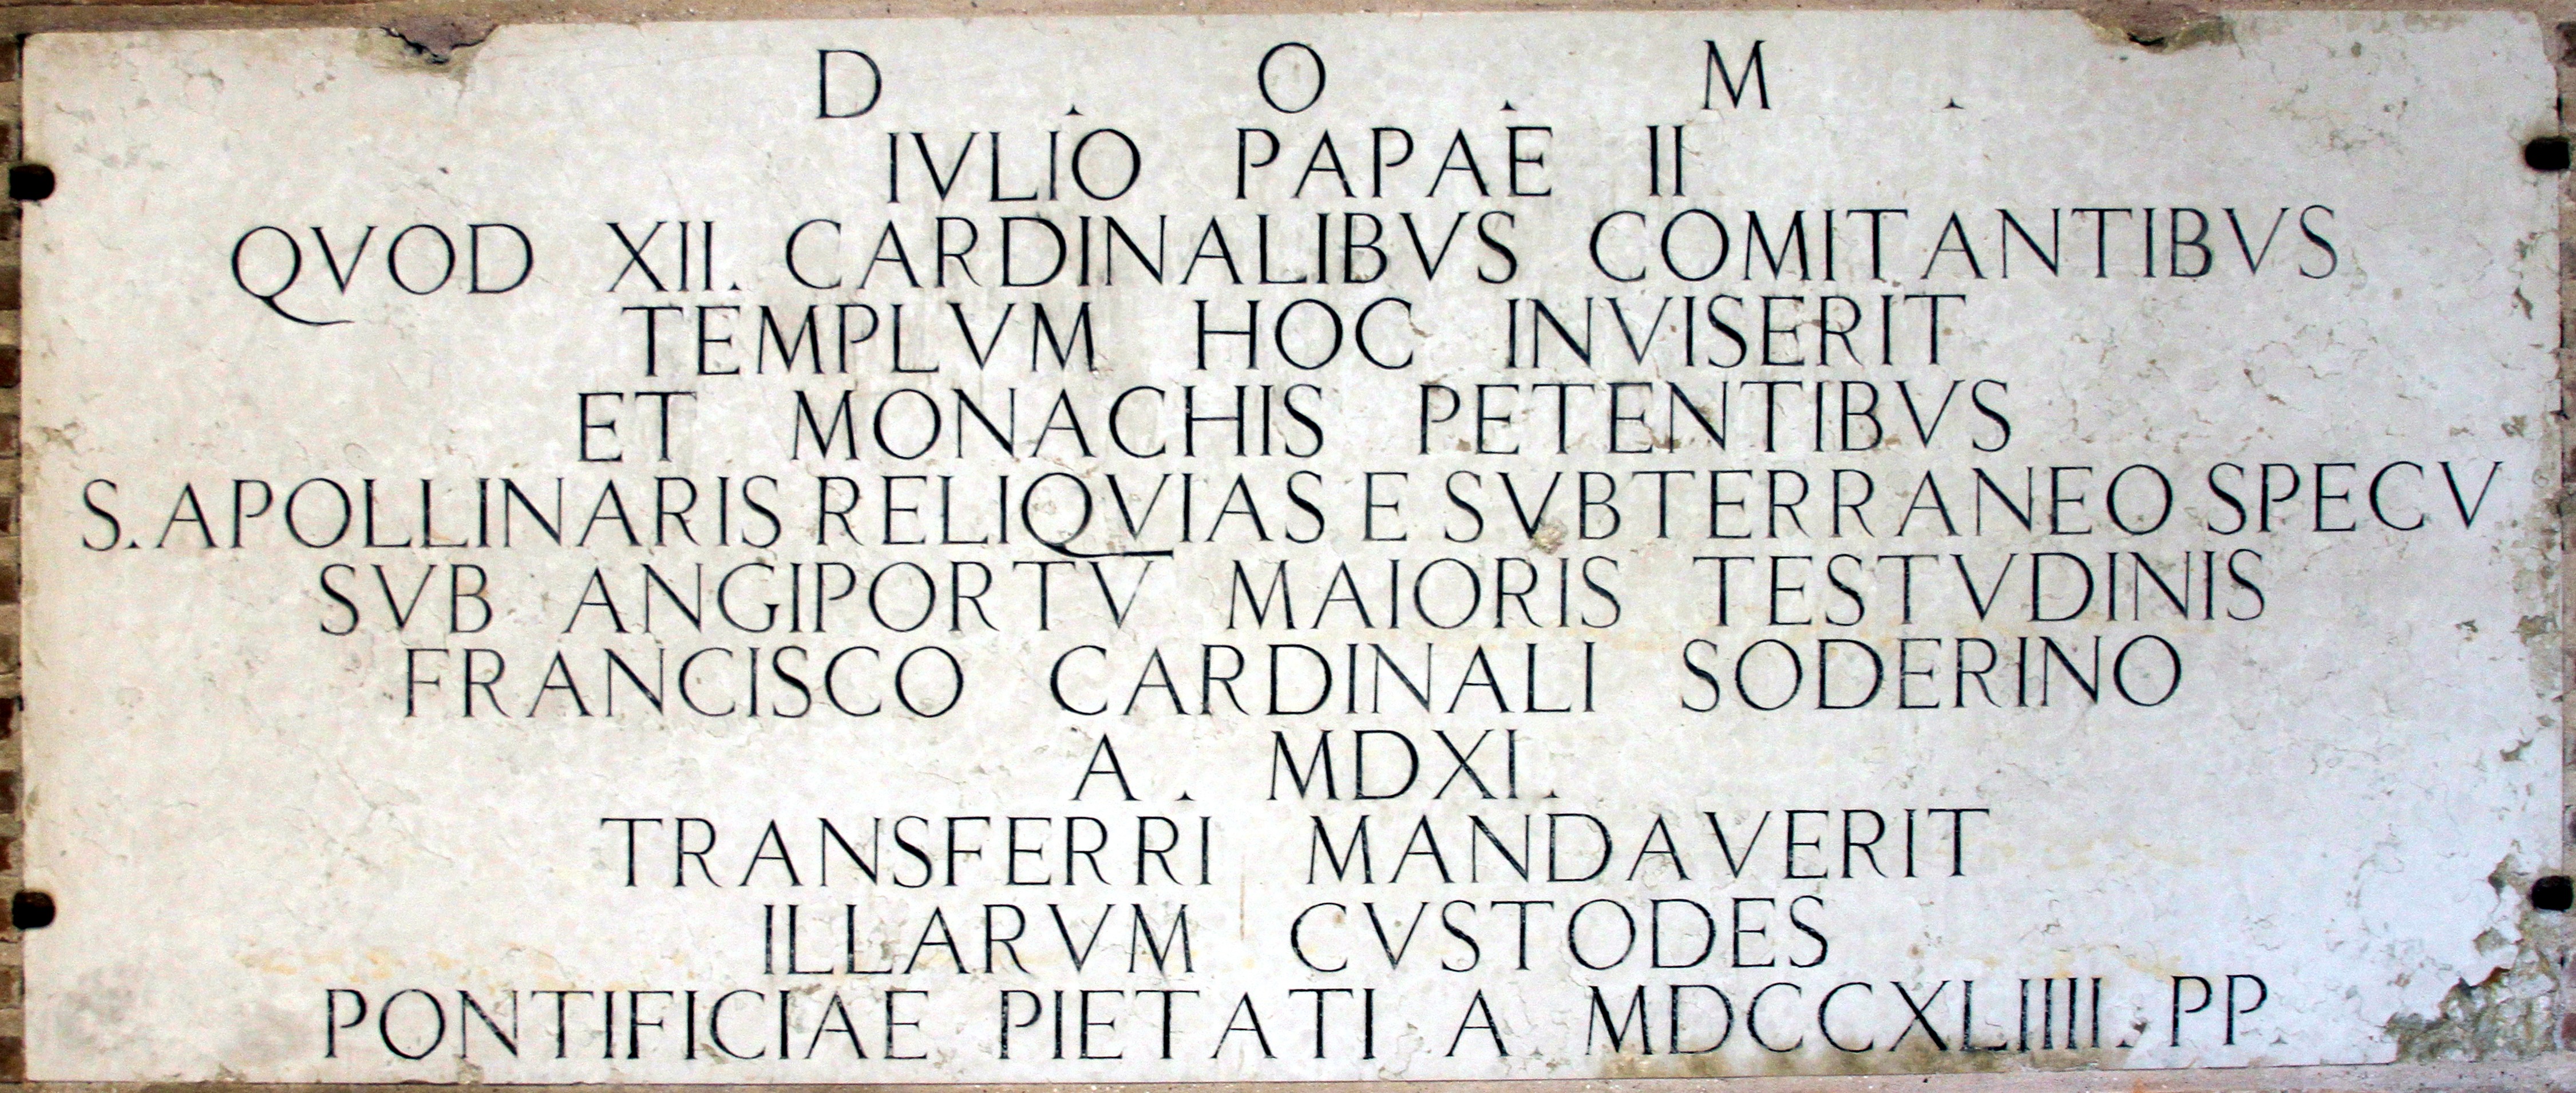 D . O . M .
IVLIO PAPAE II
QVOD XII. CARDINALIBVS COMITANTIBVS
TEMPLVM HOC INVISERIT
ET MONACHIS PETENTIBVS
S. APOLLINARIS RELIQVIAS E SVBTERRANEO SPECV
SVB ANGIPORTV MAIORIS TESTVDINIS
FRANCISCO CARDINALI SODERINO
A. MDXI.
TRANSFERRI MANDAVERIT
ILLARVM CVSTODES
PONTIFICIAE PIETATI A. MDCCXLIIII. PP.